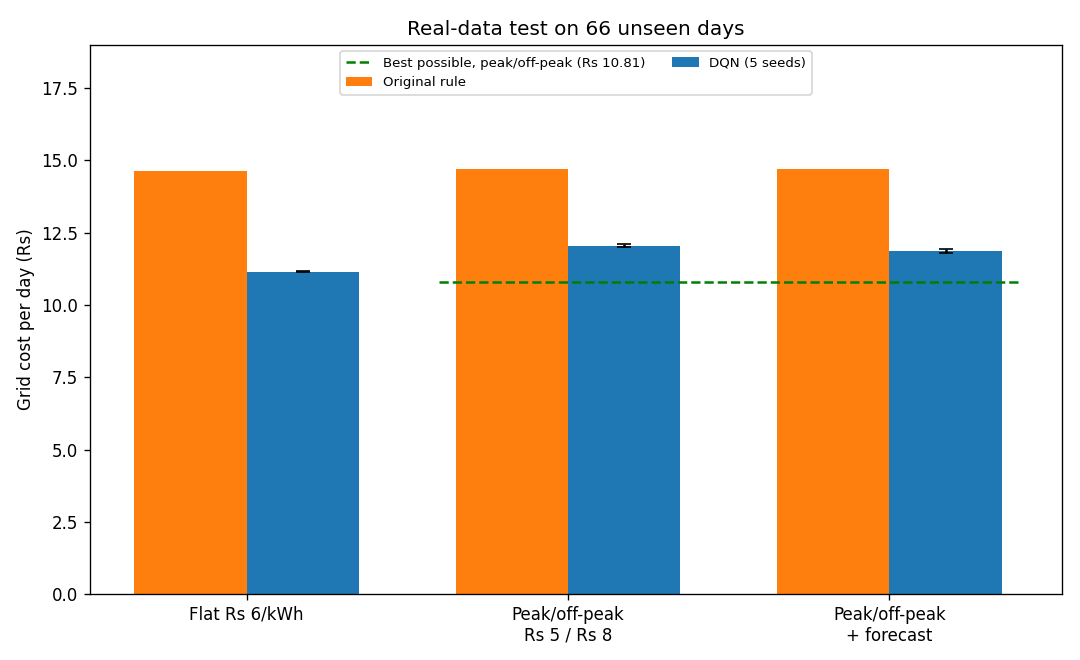 Real-data test on 66 unseen days
Best possible, peak/off-peak (Rs 10.81)
Original rule
DQN (5 seeds)
Grid cost per day (Rs)
17.5
15.0
12.5
10.0
7.5
5.0
2.5
0.0
Flat Rs 6/kWh
Peak/off-peak
Rs 5 / Rs 8
Peak/off-peak
+ forecast